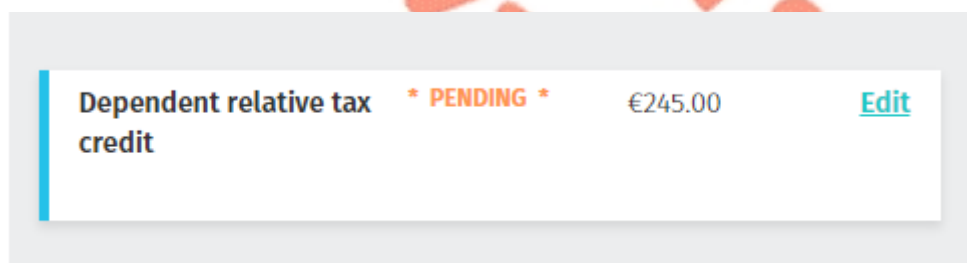 Dependent relative tax * PENDING * €245.00 Edit
credit